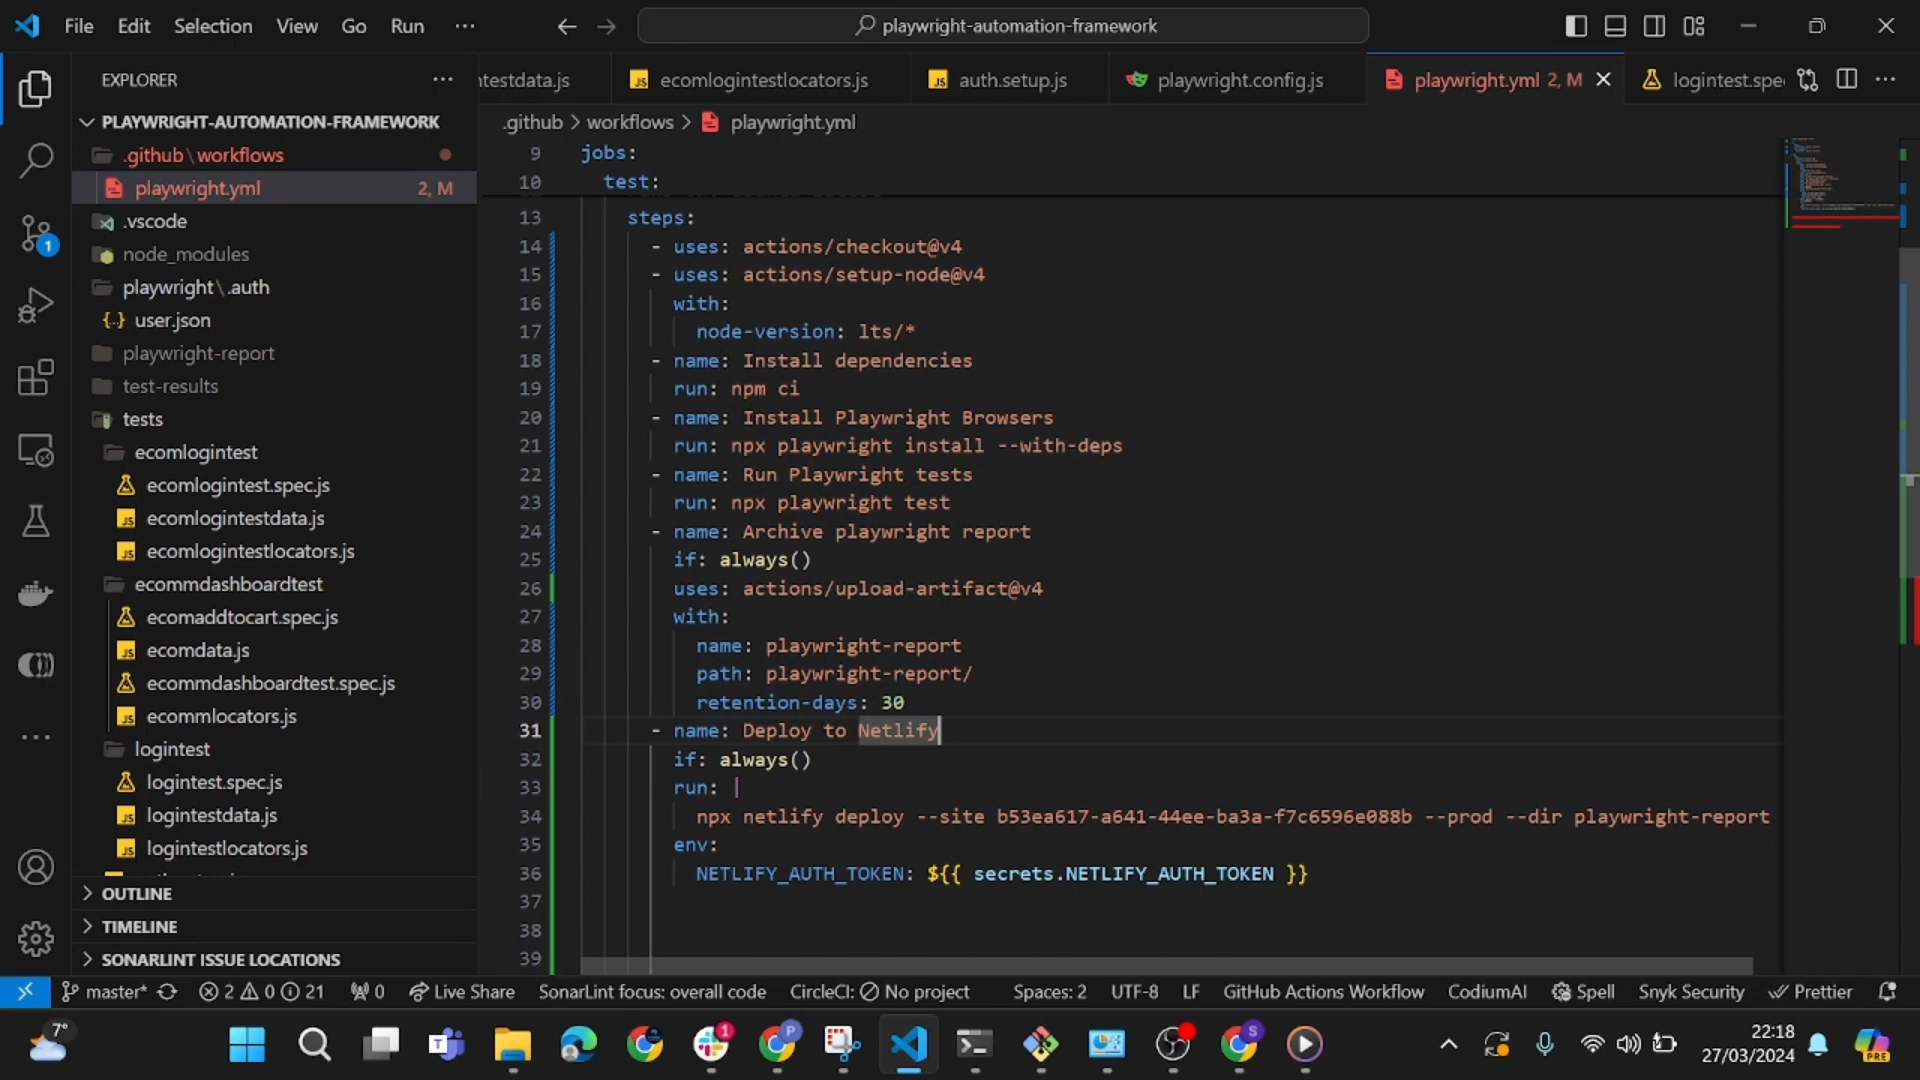 File Edit Selection View Go Run ···
playwright-automation-framework
EXPLORER
testdata.js
ecomlogintestlocators.js
auth.setup.js
playwright.config.js
playwright.yml 2, M
logintest.spe
.github > workflows > playwright.yml
PLAYWRIGHT-AUTOMATION-FRAMEWORK
.github\workflows
playwright.yml 2, M
.vscode
node_modules
playwright\.auth
user.json
playwright-report
test-results
tests
ecomlogintest
ecomlogintest.spec.js
ecomlogintestdata.js
ecomlogintestlocators.js
ecommdashboardtest
ecomaddtocart.spec.js
ecomdata.js
ecommdashboardtest.spec.js
ecommlocators.js
logintest
logintest.spec.js
logintestdata.js
logintestlocators.js
OUTLINE
TIMELINE
SONARLINT ISSUE LOCATIONS
1
9 jobs:
10 test:
13 steps:
14 - uses: actions/checkout@v4
15 - uses: actions/setup-node@v4
16 with:
17 node-version: lts/*
18 - name: Install dependencies
19 run: npm ci
20 - name: Install Playwright Browsers
21 run: npx playwright install --with-deps
22 - name: Run Playwright tests
23 run: npx playwright test
24 - name: Archive playwright report
25 if: always()
26 uses: actions/upload-artifact@v4
27 with:
28 name: playwright-report
29 path: playwright-report/
30 retention-days: 30
31 - name: Deploy to Netlify
32 if: always()
33 run: |
34 npx netlify deploy --site b53ea617-a641-44ee-ba3a-f7c6596e088b --prod --dir playwright-report
35 env:
36 NETLIFY_AUTH_TOKEN: ${{ secrets.NETLIFY_AUTH_TOKEN }}
37
38
39
master* 2 0 21 0 Live Share SonarLint focus: overall code CircleCI: No project Spaces: 2 UTF-8 LF GitHub Actions Workflow CodiumAI Spell Snyk Security Prettier
7° 1 P S 22:18
27/03/2024 PRE